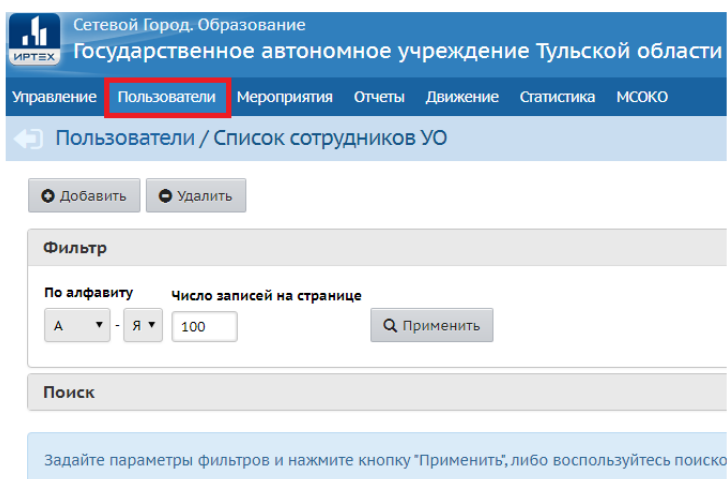 Сетевой Город. Образование
ИРТЕХ
Государственное автономное учреждение Тульской области
Управление Пользователи Мероприятия Отчеты Движение Статистика МСОКО
Пользователи / Список сотрудников УО
Добавить Удалить
Фильтр
По алфавиту Число записей на странице
А - Я 100 Применить
Поиск
Задайте параметры фильтров и нажмите кнопку "Применить", либо воспользуйтесь поиско